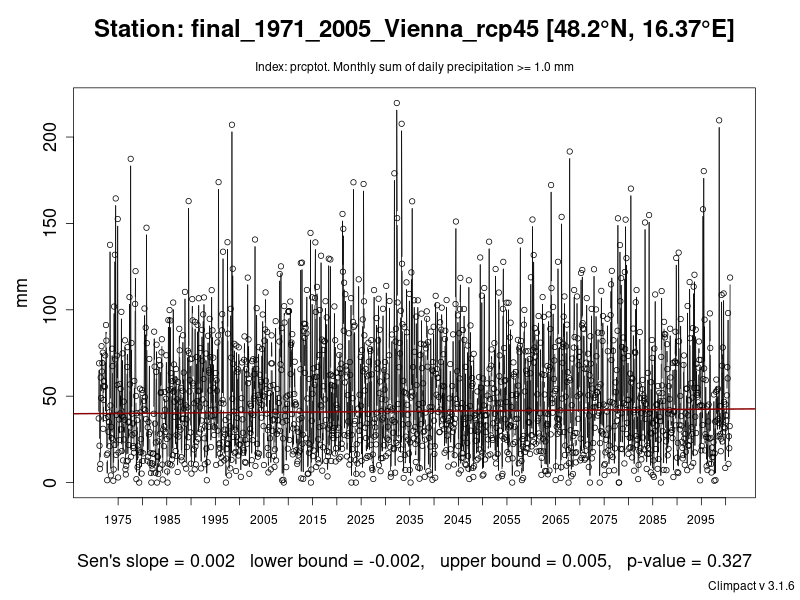 Station: final_1971_2005_Vienna_rcp45 [48.2°N, 16.37°E]
Index: prcptot. Monthly sum of daily precipitation >= 1.0 mm
200
150
100
50
0
mm
1975 1985 1995 2005 2015 2025 2035 2045 2055 2065 2075 2085 2095
Sen's slope = 0.002 lower bound = -0.002, upper bound = 0.005, p-value = 0.327
Climpact v 3.1.6